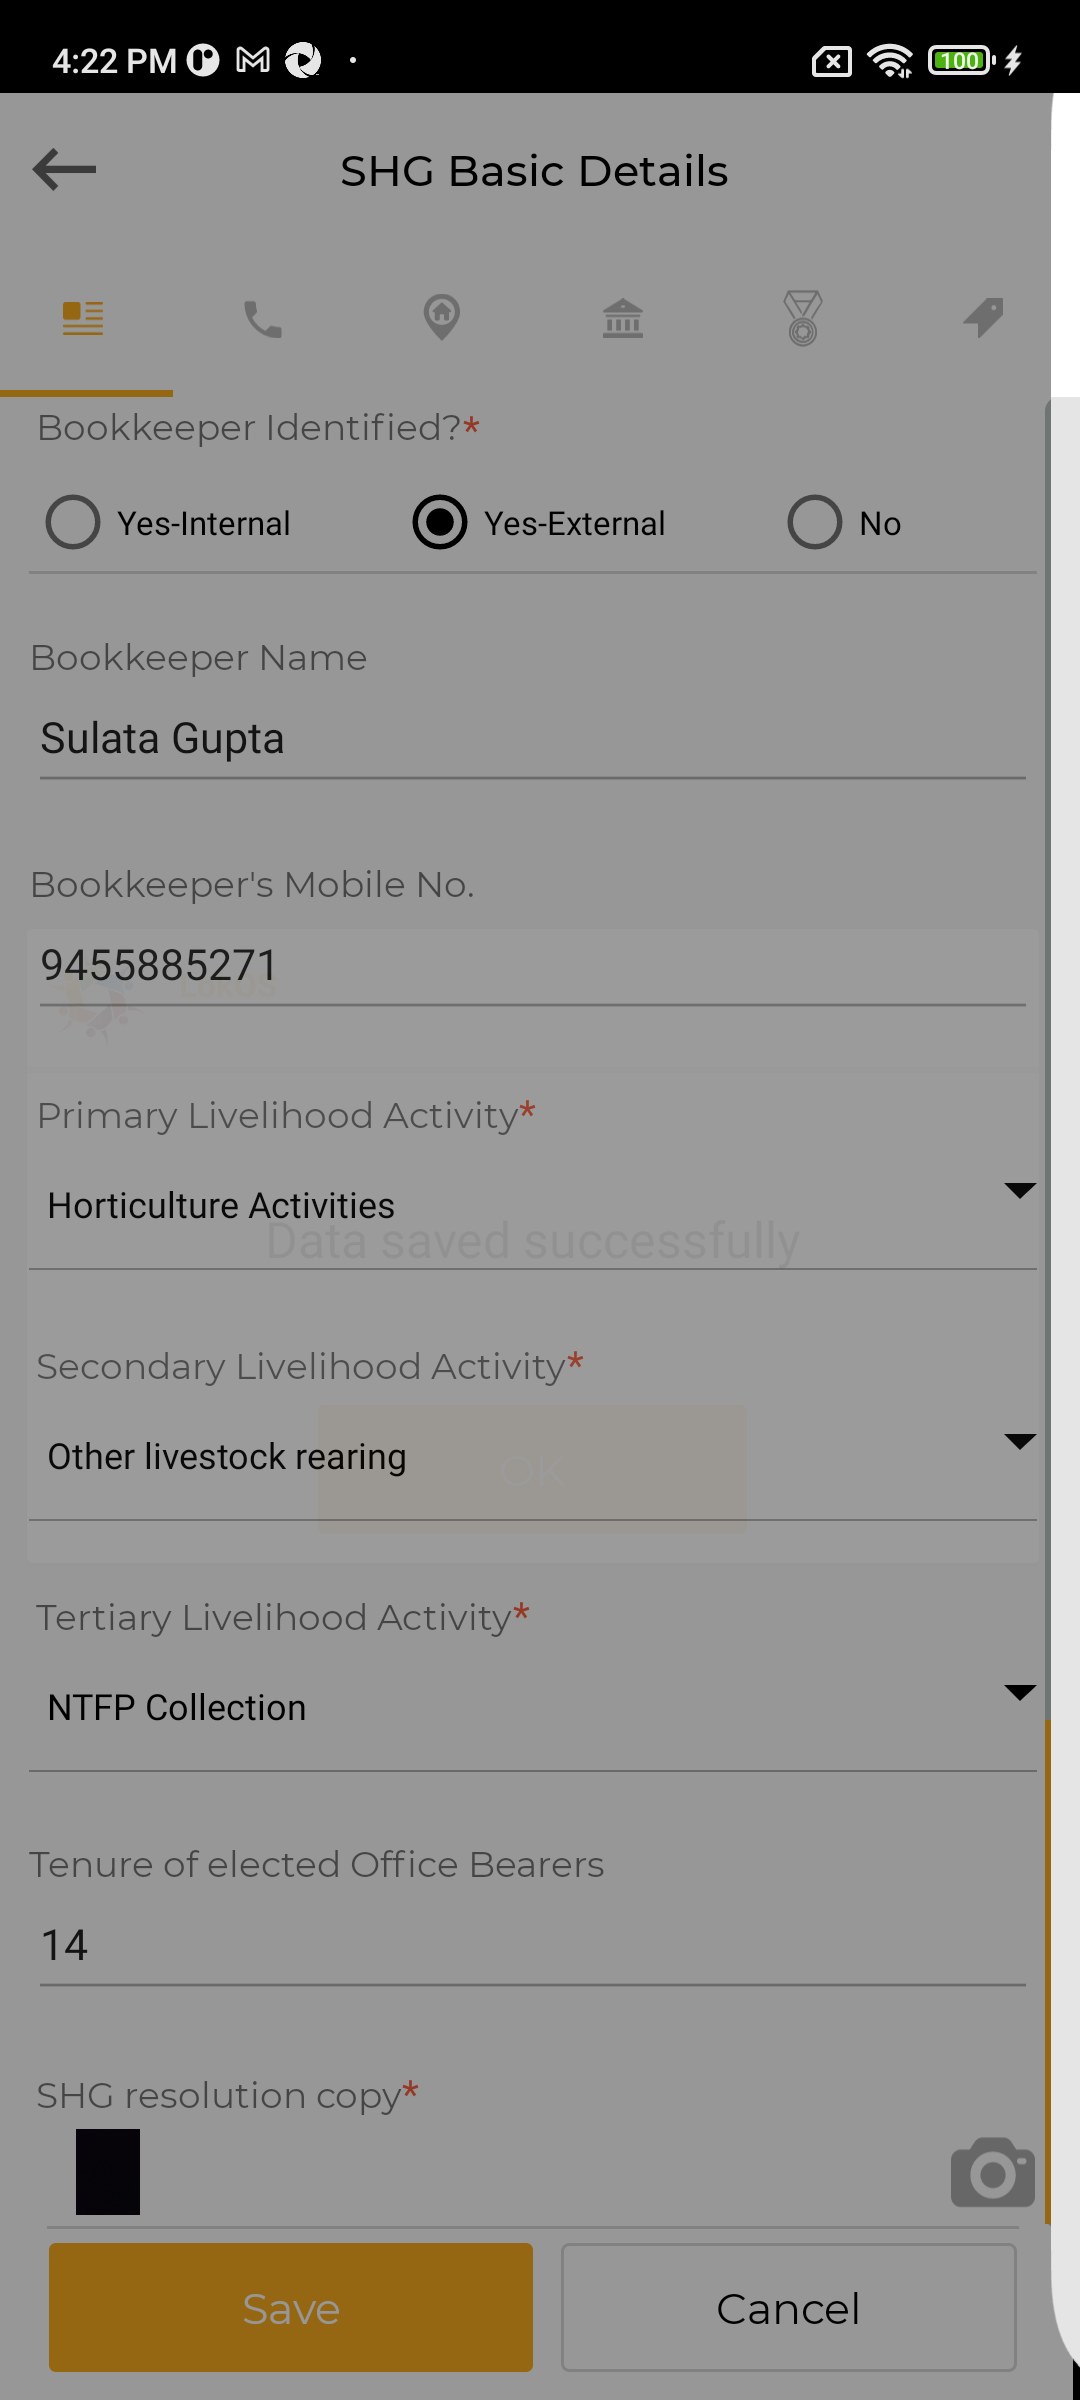 4:22 PM
100
SHG Basic Details
Bookkeeper Identified?*
Yes-Internal
Yes-External
No
Bookkeeper Name
Sulata Gupta
Bookkeeper's Mobile No.
9455885271
LoKOS
Primary Livelihood Activity*
Horticulture Activities
Data saved successfully
Secondary Livelihood Activity*
Other livestock rearing
OK
Tertiary Livelihood Activity*
NTFP Collection
Tenure of elected Office Bearers
14
SHG resolution copy*
Save
Cancel